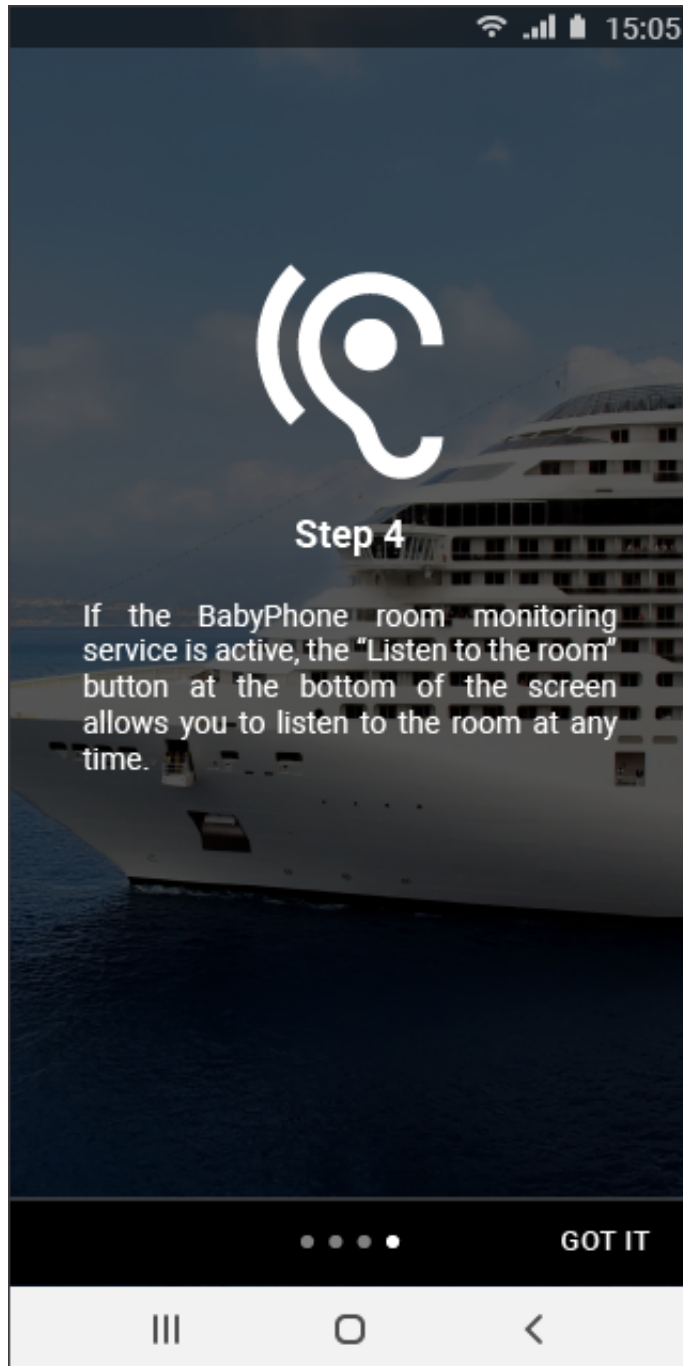 15:05
Step 4
If the BabyPhone room monitoring
service is active, the “Listen to the room”
button at the bottom of the screen
allows you to listen to the room at any
time.
GOT IT